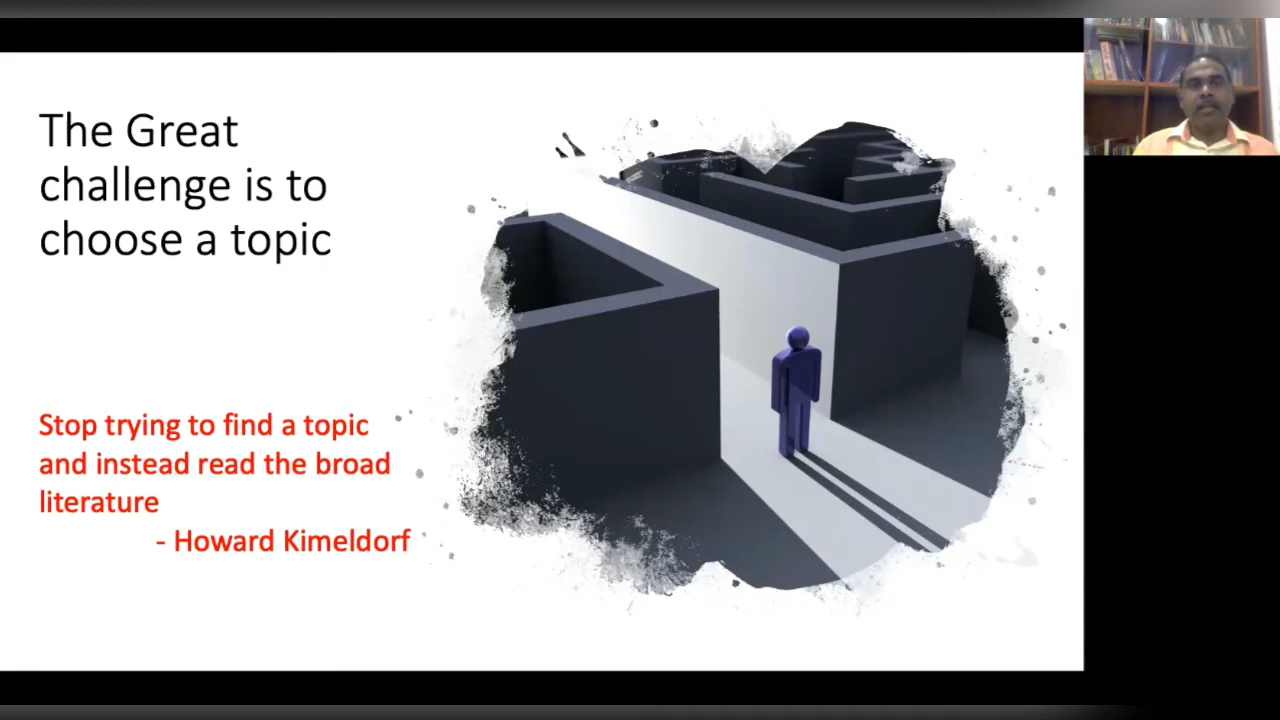 The Great
challenge is to
choose a topic
Stop trying to find a topic
and instead read the broad
literature
- Howard Kimeldorf